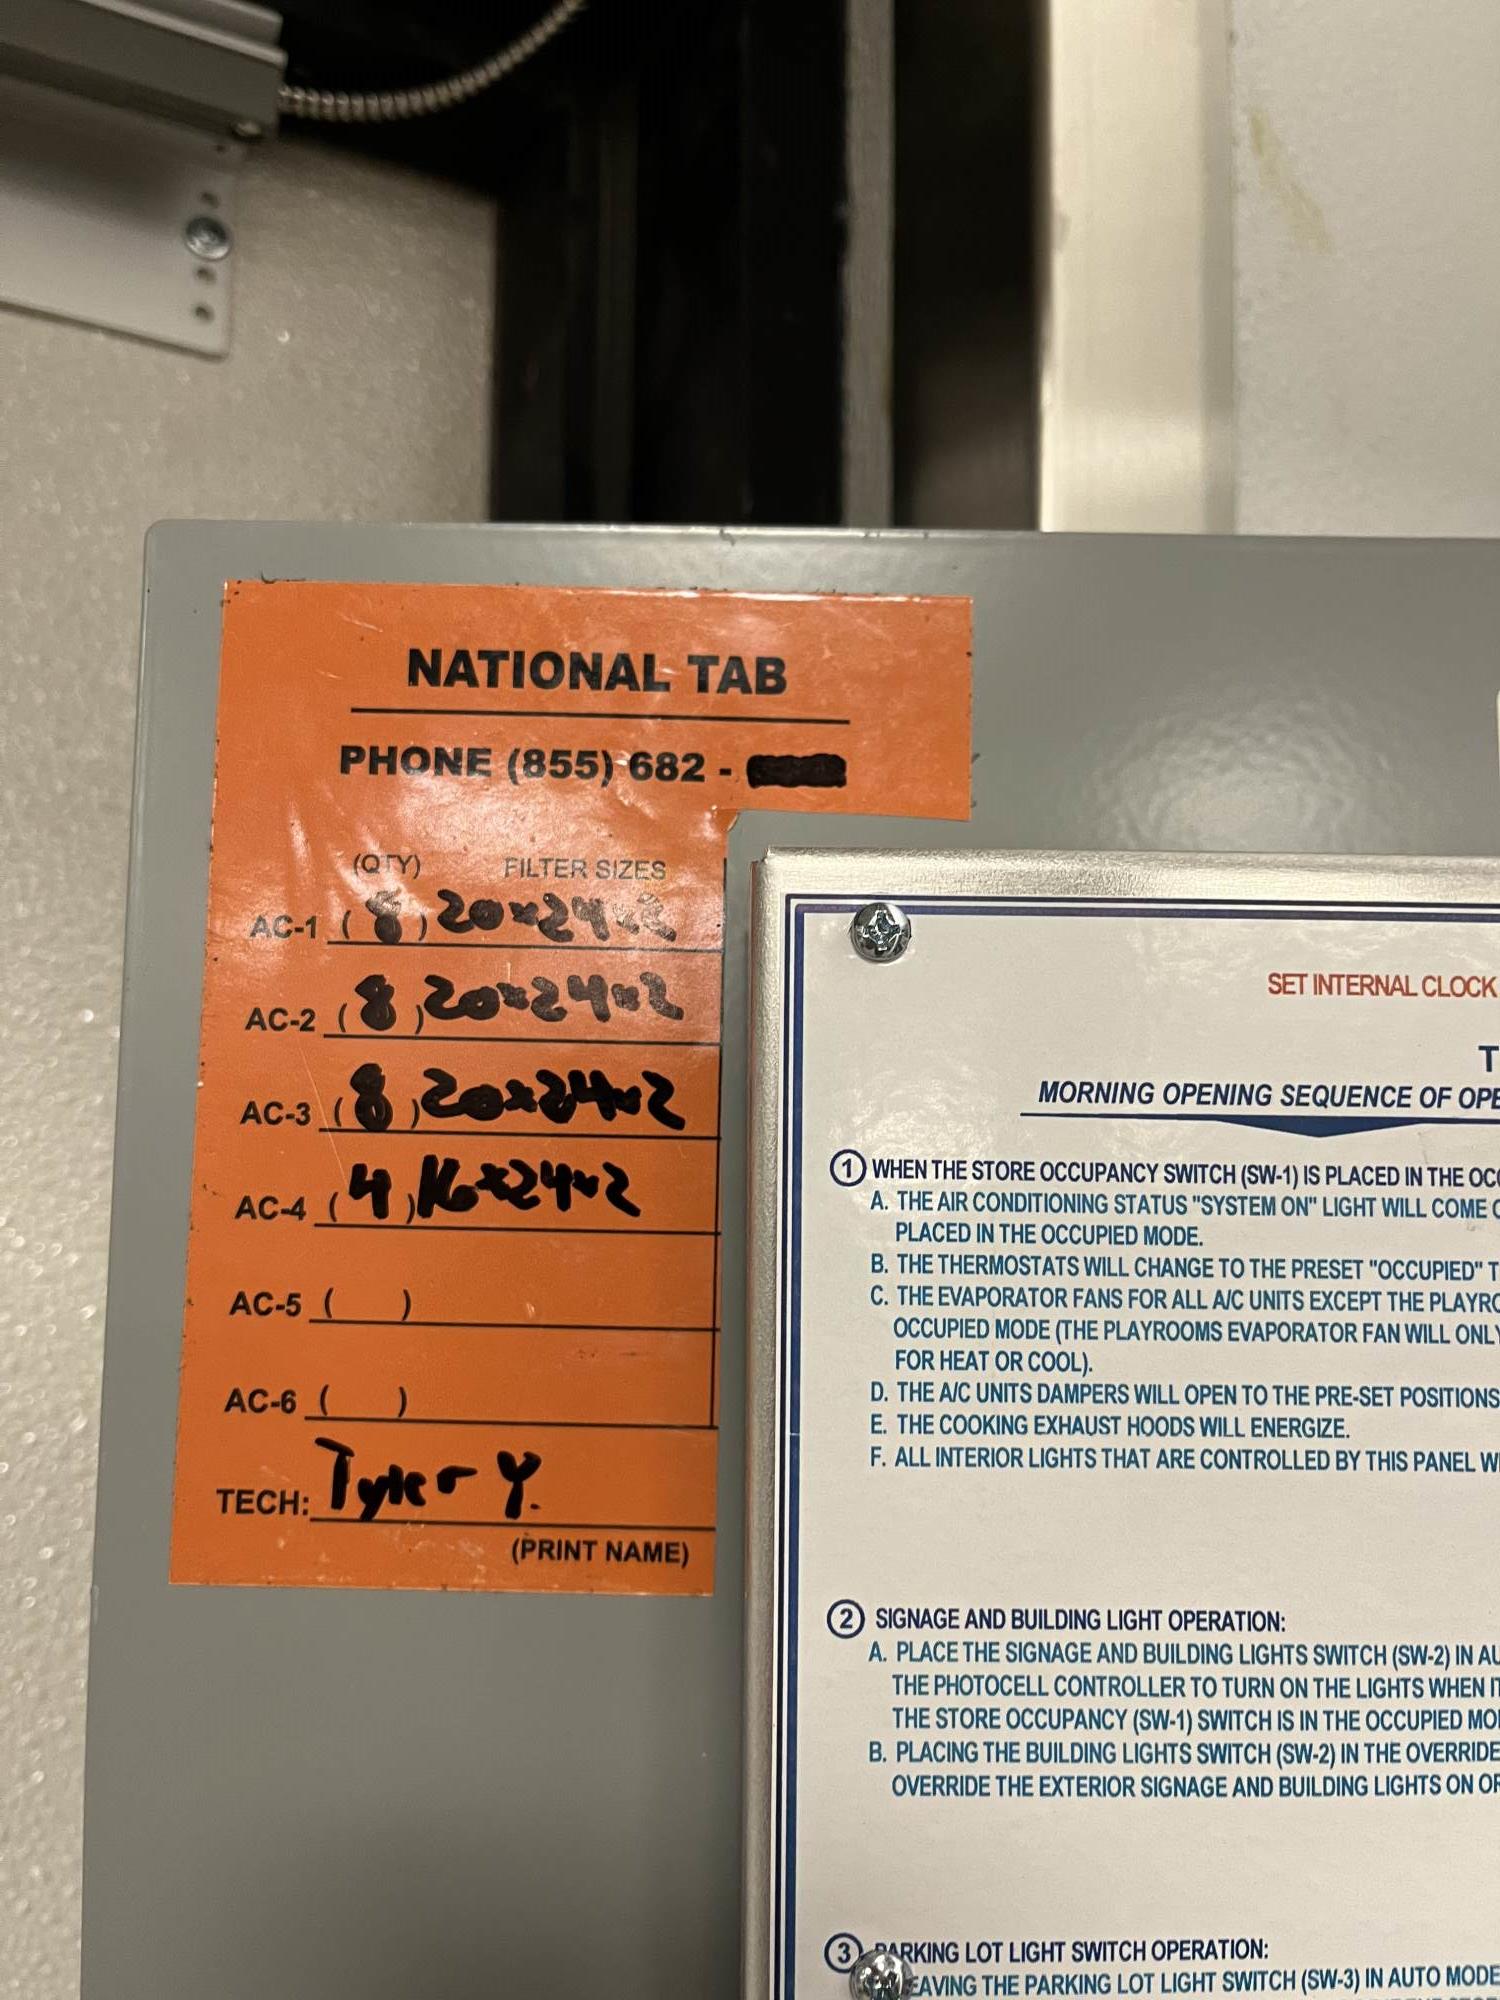 NATIONAL TAB
PHONE (855) 682 -
(QTY) FILTER SIZES
AC-1 (8) 20x24x2
AC-2 (8) 20x24x2
AC-3 (8) 20x24x2
AC-4 (4) 16x24x2
AC-5 ( )
AC-6 ( )
TECH: Tyler Y.
(PRINT NAME)
SET INTERNAL CLOCK
MORNING OPENING SEQUENCE OF
1 WHEN THE STORE OCCUPANCY SWITCH (SW-1) IS PLACED IN THE
A. THE AIR CONDITIONING STATUS "SYSTEM ON" LIGHT WILL COME
PLACED IN THE OCCUPIED MODE.
B. THE THERMOSTATS WILL CHANGE TO THE PRESET "OCCUPIED"
C. THE EVAPORATOR FANS FOR ALL A/C UNITS EXCEPT THE
OCCUPIED MODE (THE PLAYROOMS EVAPORATOR FAN WILL ONLY
FOR HEAT OR COOL).
D. THE A/C UNITS DAMPERS WILL OPEN TO THE PRE-SET POSITIONS
E. THE COOKING EXHAUST HOODS WILL ENERGIZE.
F. ALL INTERIOR LIGHTS THAT ARE CONTROLLED BY THIS PANEL
2 SIGNAGE AND BUILDING LIGHT OPERATION:
A. PLACE THE SIGNAGE AND BUILDING LIGHTS SWITCH (SW-2) IN
THE PHOTOCELL CONTROLLER TO TURN ON THE LIGHTS WHEN
THE STORE OCCUPANCY (SW-1) SWITCH IS IN THE OCCUPIED
B. PLACING THE BUILDING LIGHTS SWITCH (SW-2) IN THE OVERRIDE
OVERRIDE THE EXTERIOR SIGNAGE AND BUILDING LIGHTS ON
3 PARKING LOT LIGHT SWITCH OPERATION:
THE PARKING LOT LIGHT SWITCH (SW-3) IN AUTO MODE